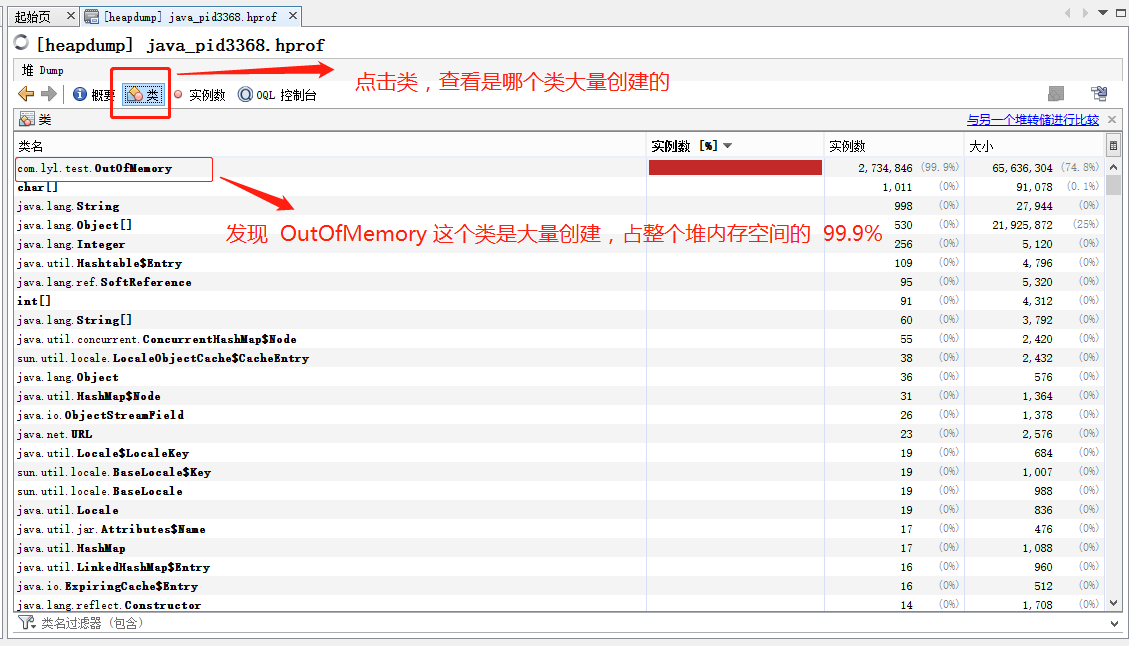 起始页 [heapdump] java_pid3368.hprof
[heapdump] java_pid3368.hprof
堆 Dump
概要 类 实例数 OQL 控制台
点击类，查看是哪个类大量创建的
类 与另一个堆转储进行比较
类名 实例数 [%] 实例数 大小
com.lyl.test.OutOfMemory 2,734,846 (99.9%) 65,636,304 (74.8%)
char[] 1,011 (0%) 91,078 (0.1%)
java.lang.String 998 (0%) 27,944 (0%)
java.lang.Object[] 530 (0%) 21,925,872 (25%)
发现 OutOfMemory 这个类是大量创建，占整个堆内存空间的 99.9%
java.lang.Integer 256 (0%) 5,120 (0%)
java.util.Hashtable$Entry 109 (0%) 4,796 (0%)
java.lang.ref.SoftReference 95 (0%) 5,320 (0%)
int[] 91 (0%) 4,312 (0%)
java.lang.String[] 60 (0%) 3,792 (0%)
java.util.concurrent.ConcurrentHashMap$Node 55 (0%) 2,420 (0%)
sun.util.locale.LocaleObjectCache$CacheEntry 38 (0%) 2,432 (0%)
java.lang.Object 36 (0%) 576 (0%)
java.util.HashMap$Node 31 (0%) 1,364 (0%)
java.io.ObjectStreamField 26 (0%) 1,378 (0%)
java.net.URL 23 (0%) 2,576 (0%)
java.util.Locale$LocaleKey 19 (0%) 684 (0%)
sun.util.locale.BaseLocale$Key 19 (0%) 1,007 (0%)
sun.util.locale.BaseLocale 19 (0%) 988 (0%)
java.util.Locale 19 (0%) 836 (0%)
java.util.jar.Attributes$Name 17 (0%) 476 (0%)
java.util.HashMap 17 (0%) 1,088 (0%)
java.util.LinkedHashMap$Entry 16 (0%) 960 (0%)
java.io.ExpiringCache$Entry 16 (0%) 512 (0%)
java.lang.reflect.Constructor 14 (0%) 1,708 (0%)
类名过滤器 (包含)